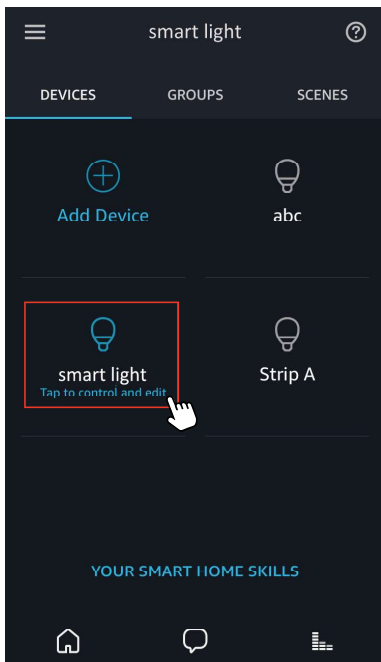 smart light
DEVICES GROUPS SCENES
Add Device abc
smart light Strip A
Tap to control and edit
YOUR SMART HOME SKILLS